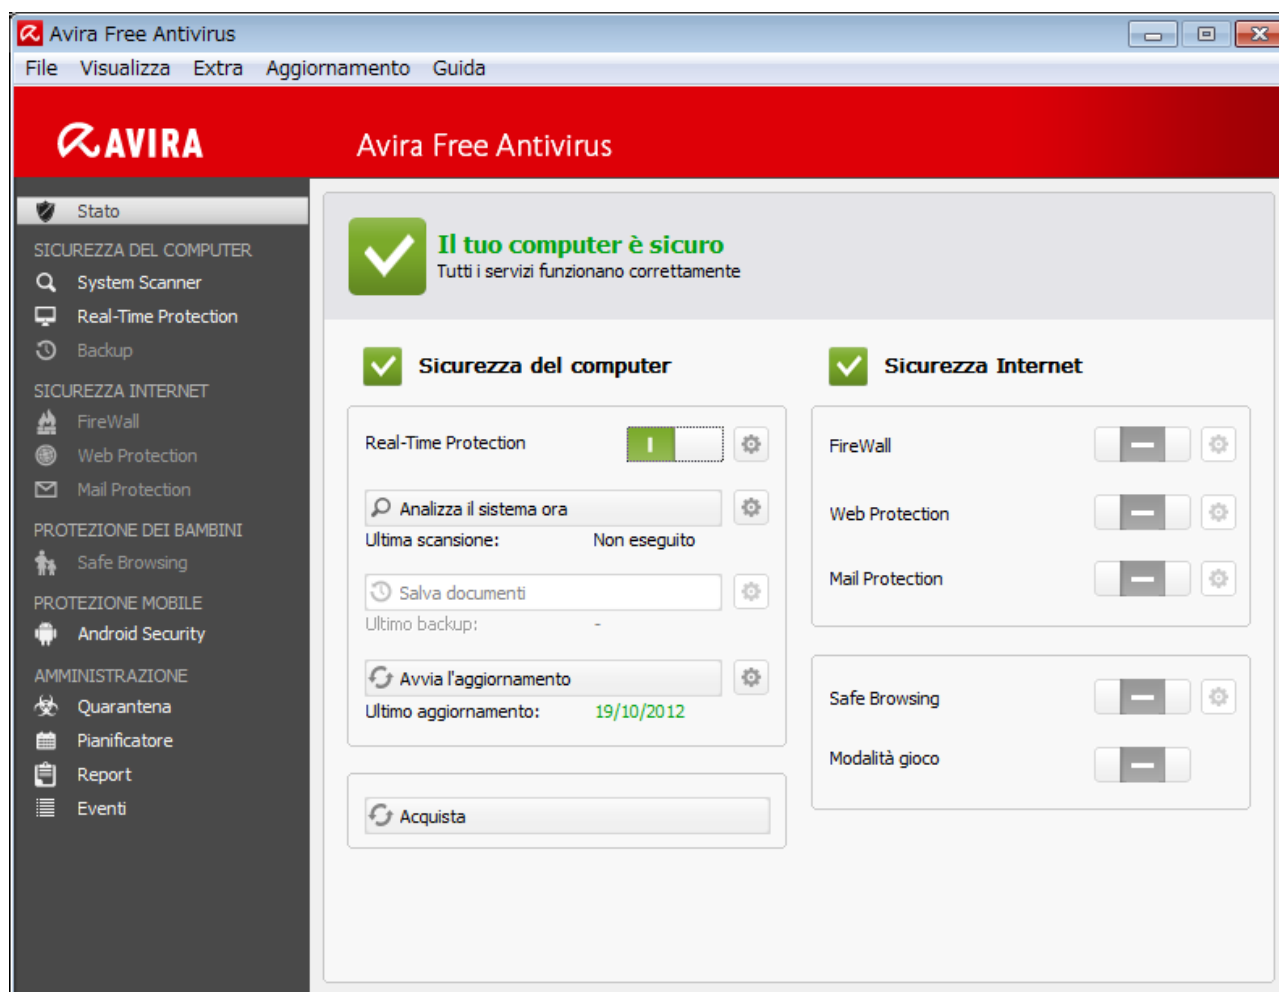 Avira Free Antivirus
File Visualizza Extra Aggiornamento Guida
AVIRA
Avira Free Antivirus
Stato
SICUREZZA DEL COMPUTER
System Scanner
Real-Time Protection
Backup
SICUREZZA INTERNET
FireWall
Web Protection
Mail Protection
PROTEZIONE DEI BAMBINI
Safe Browsing
PROTEZIONE MOBILE
Android Security
AMMINISTRAZIONE
Quarantena
Pianificatore
Report
Eventi
Il tuo computer è sicuro
Tutti i servizi funzionano correttamente
Sicurezza del computer
Real-Time Protection
Analizza il sistema ora
Ultima scansione: Non eseguito
Salva documenti
Ultimo backup: -
Avvia l'aggiornamento
Ultimo aggiornamento: 19/10/2012
Acquista
Sicurezza Internet
FireWall
Web Protection
Mail Protection
Safe Browsing
Modalità gioco